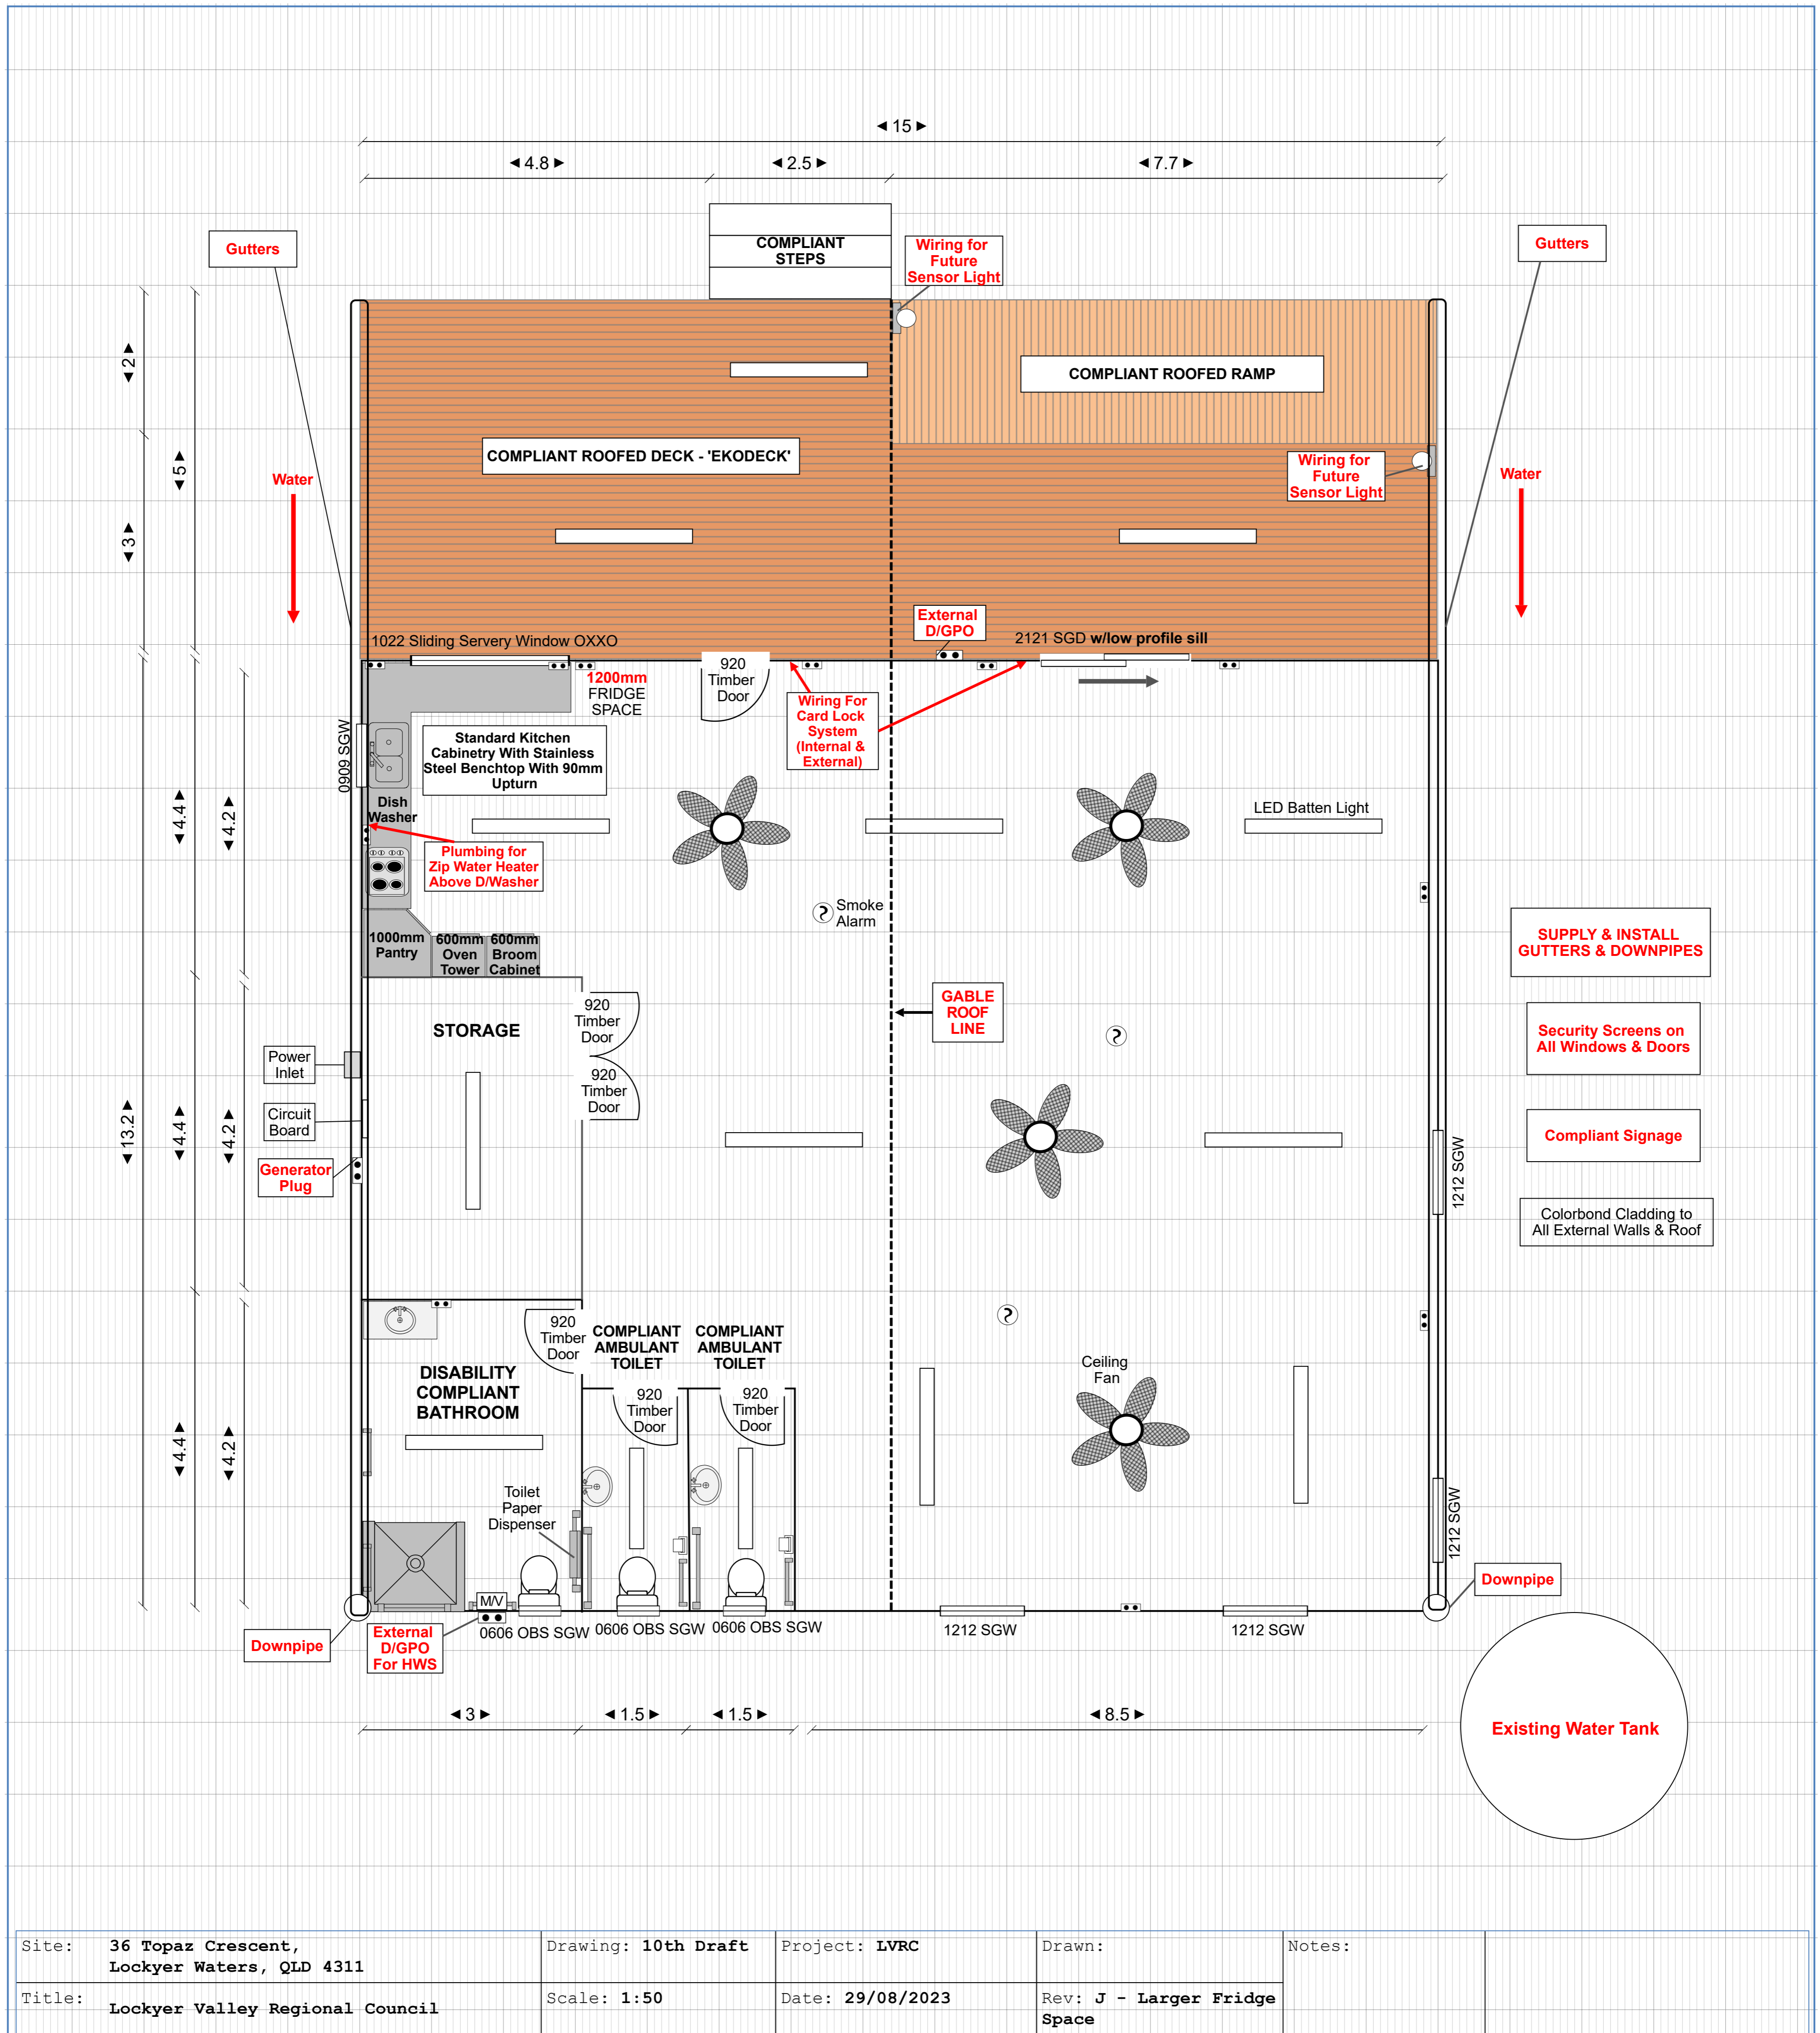 ◄ 15 ►
◄ 4.8 ►
◄ 2.5 ►
◄ 7.7 ►
Gutters
COMPLIANT
STEPS
Wiring for
Future
Sensor Light
Gutters
◄ 2 ►
COMPLIANT ROOFED RAMP
COMPLIANT ROOFED DECK - 'EKODECK'
◄ 5 ►
Wiring for
Future
Sensor Light
Water
Water
◄ 3 ►
External
D/GPO
1022 Sliding Servery Window OXXO
2121 SGD w/low profile sill
1200mm
FRIDGE
SPACE
920
Timber
Door
Wiring For
Card Lock
System
(Internal &
External)
0909 SGW
Standard Kitchen
Cabinetry With Stainless
Steel Benchtop With 90mm
Upturn
Dish
Washer
◄ 4.4 ►
◄ 4.2 ►
LED Batten Light
Plumbing for
Zip Water Heater
Above D/Washer
Smoke
Alarm
1000mm
Pantry
600mm
Oven
Tower
600mm
Broom
Cabinet
SUPPLY & INSTALL
GUTTERS & DOWNPIPES
920
Timber
Door
GABLE
ROOF
LINE
STORAGE
Security Screens on
All Windows & Doors
Power
Inlet
920
Timber
Door
Circuit
Board
◄ 13.2 ►
◄ 4.4 ►
◄ 4.2 ►
Compliant Signage
Generator
Plug
1212 SGW
Colorbond Cladding to
All External Walls & Roof
920
Timber
Door
COMPLIANT
AMBULANT
TOILET
COMPLIANT
AMBULANT
TOILET
DISABILITY
COMPLIANT
BATHROOM
Ceiling
Fan
920
Timber
Door
920
Timber
Door
◄ 4.4 ►
◄ 4.2 ►
Toilet
Paper
Dispenser
1212 SGW
Downpipe
M/V
Downpipe
External
D/GPO
For HWS
0606 OBS SGW
0606 OBS SGW
0606 OBS SGW
1212 SGW
1212 SGW
◄ 3 ►
◄ 1.5 ►
◄ 1.5 ►
◄ 8.5 ►
Existing Water Tank
Site: 36 Topaz Crescent,
Lockyer Waters, QLD 4311
Drawing: 10th Draft
Project: LVRC
Drawn:
Notes:
Title: Lockyer Valley Regional Council
Scale: 1:50
Date: 29/08/2023
Rev: J - Larger Fridge
Space